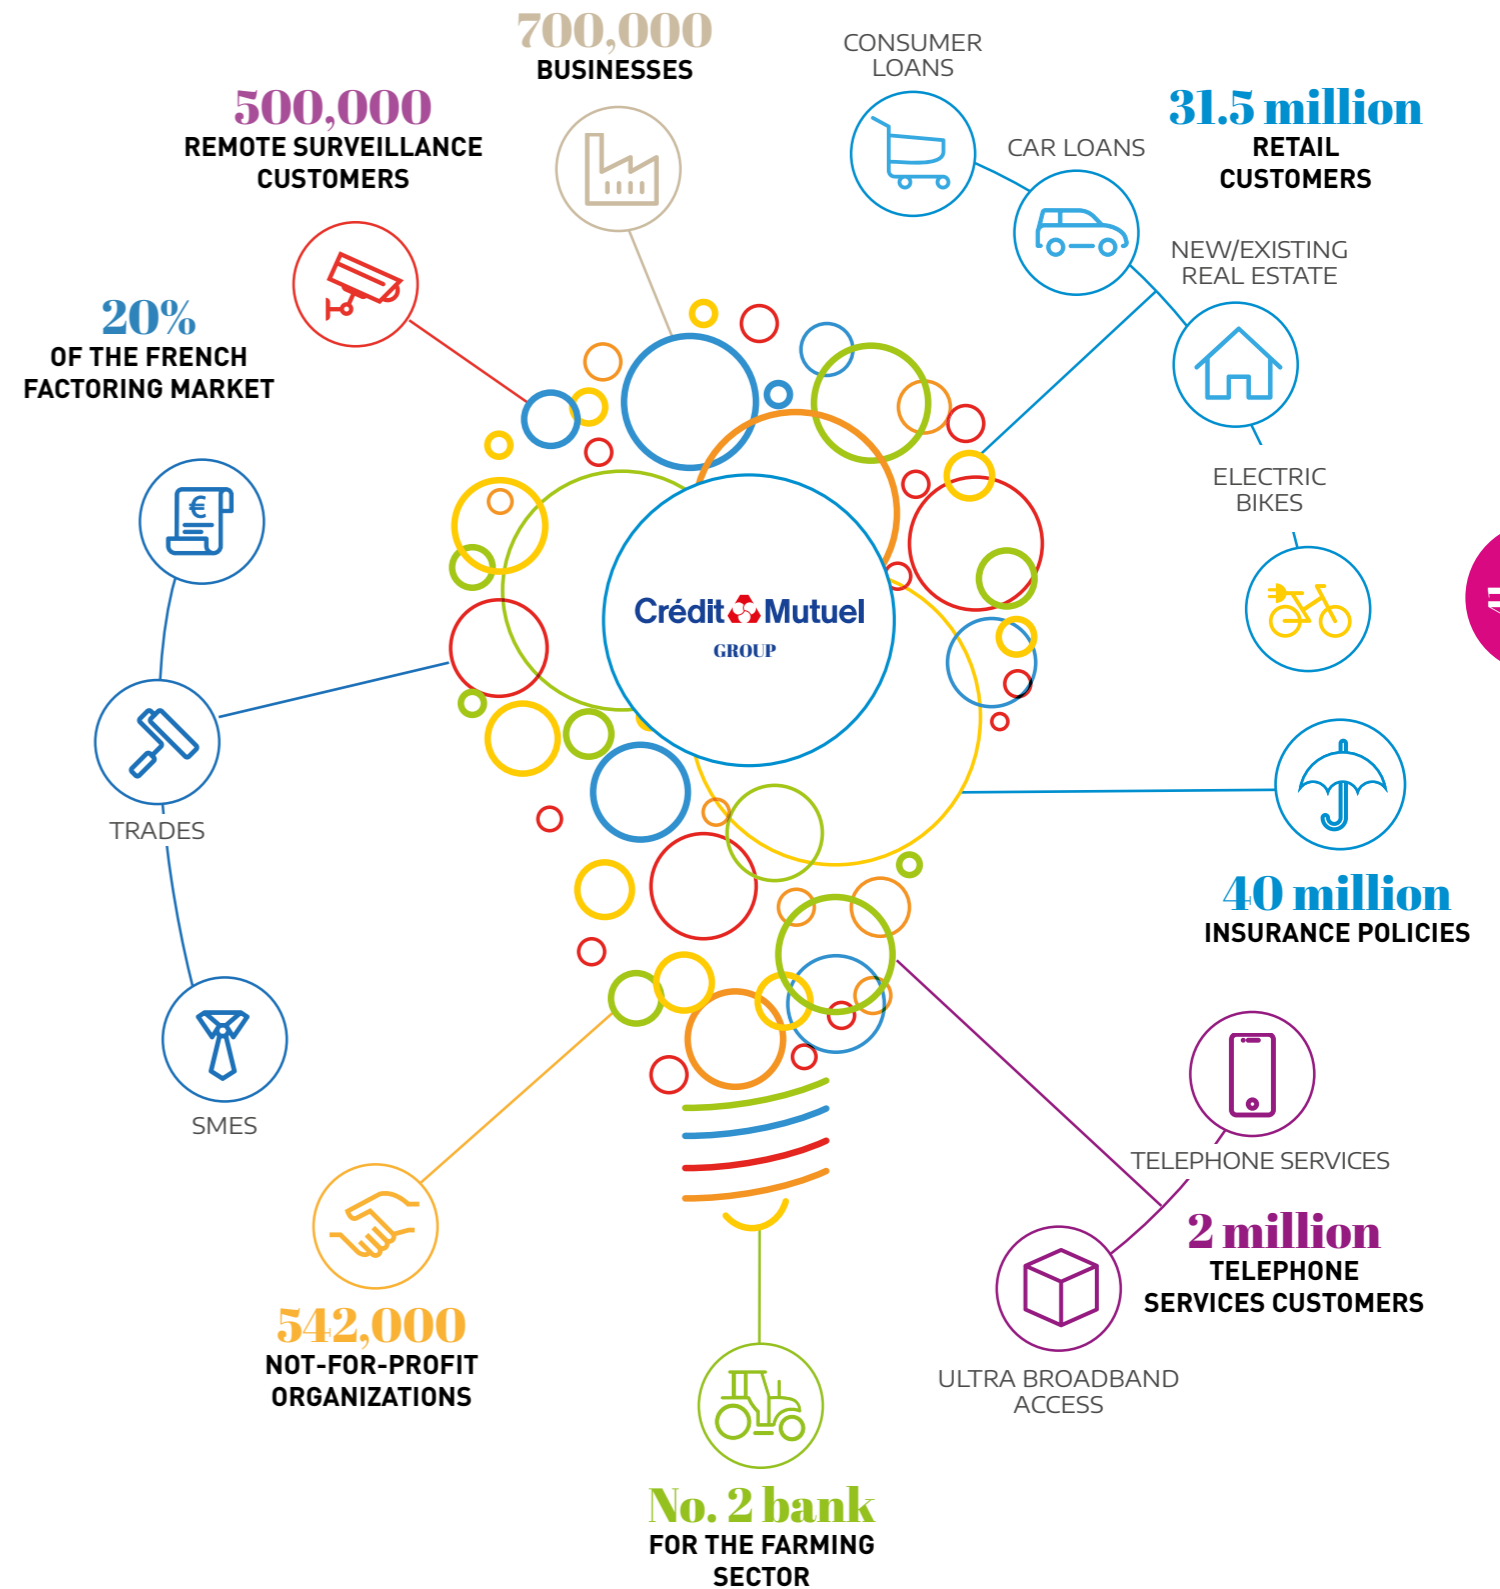 700,000
BUSINESSES
CONSUMER
LOANS
500,000
REMOTE SURVEILLANCE
CUSTOMERS
31.5 million
RETAIL
CUSTOMERS
CAR LOANS
NEW/EXISTING
REAL ESTATE
20%
OF THE FRENCH
FACTORING MARKET
€
ELECTRIC
BIKES
Crédit Mutuel
GROUP
TRADES
40 million
INSURANCE POLICIES
SMES
TELEPHONE SERVICES
2 million
TELEPHONE
SERVICES CUSTOMERS
542,000
NOT-FOR-PROFIT
ORGANIZATIONS
ULTRA BROADBAND
ACCESS
No. 2 bank
FOR THE FARMING
SECTOR